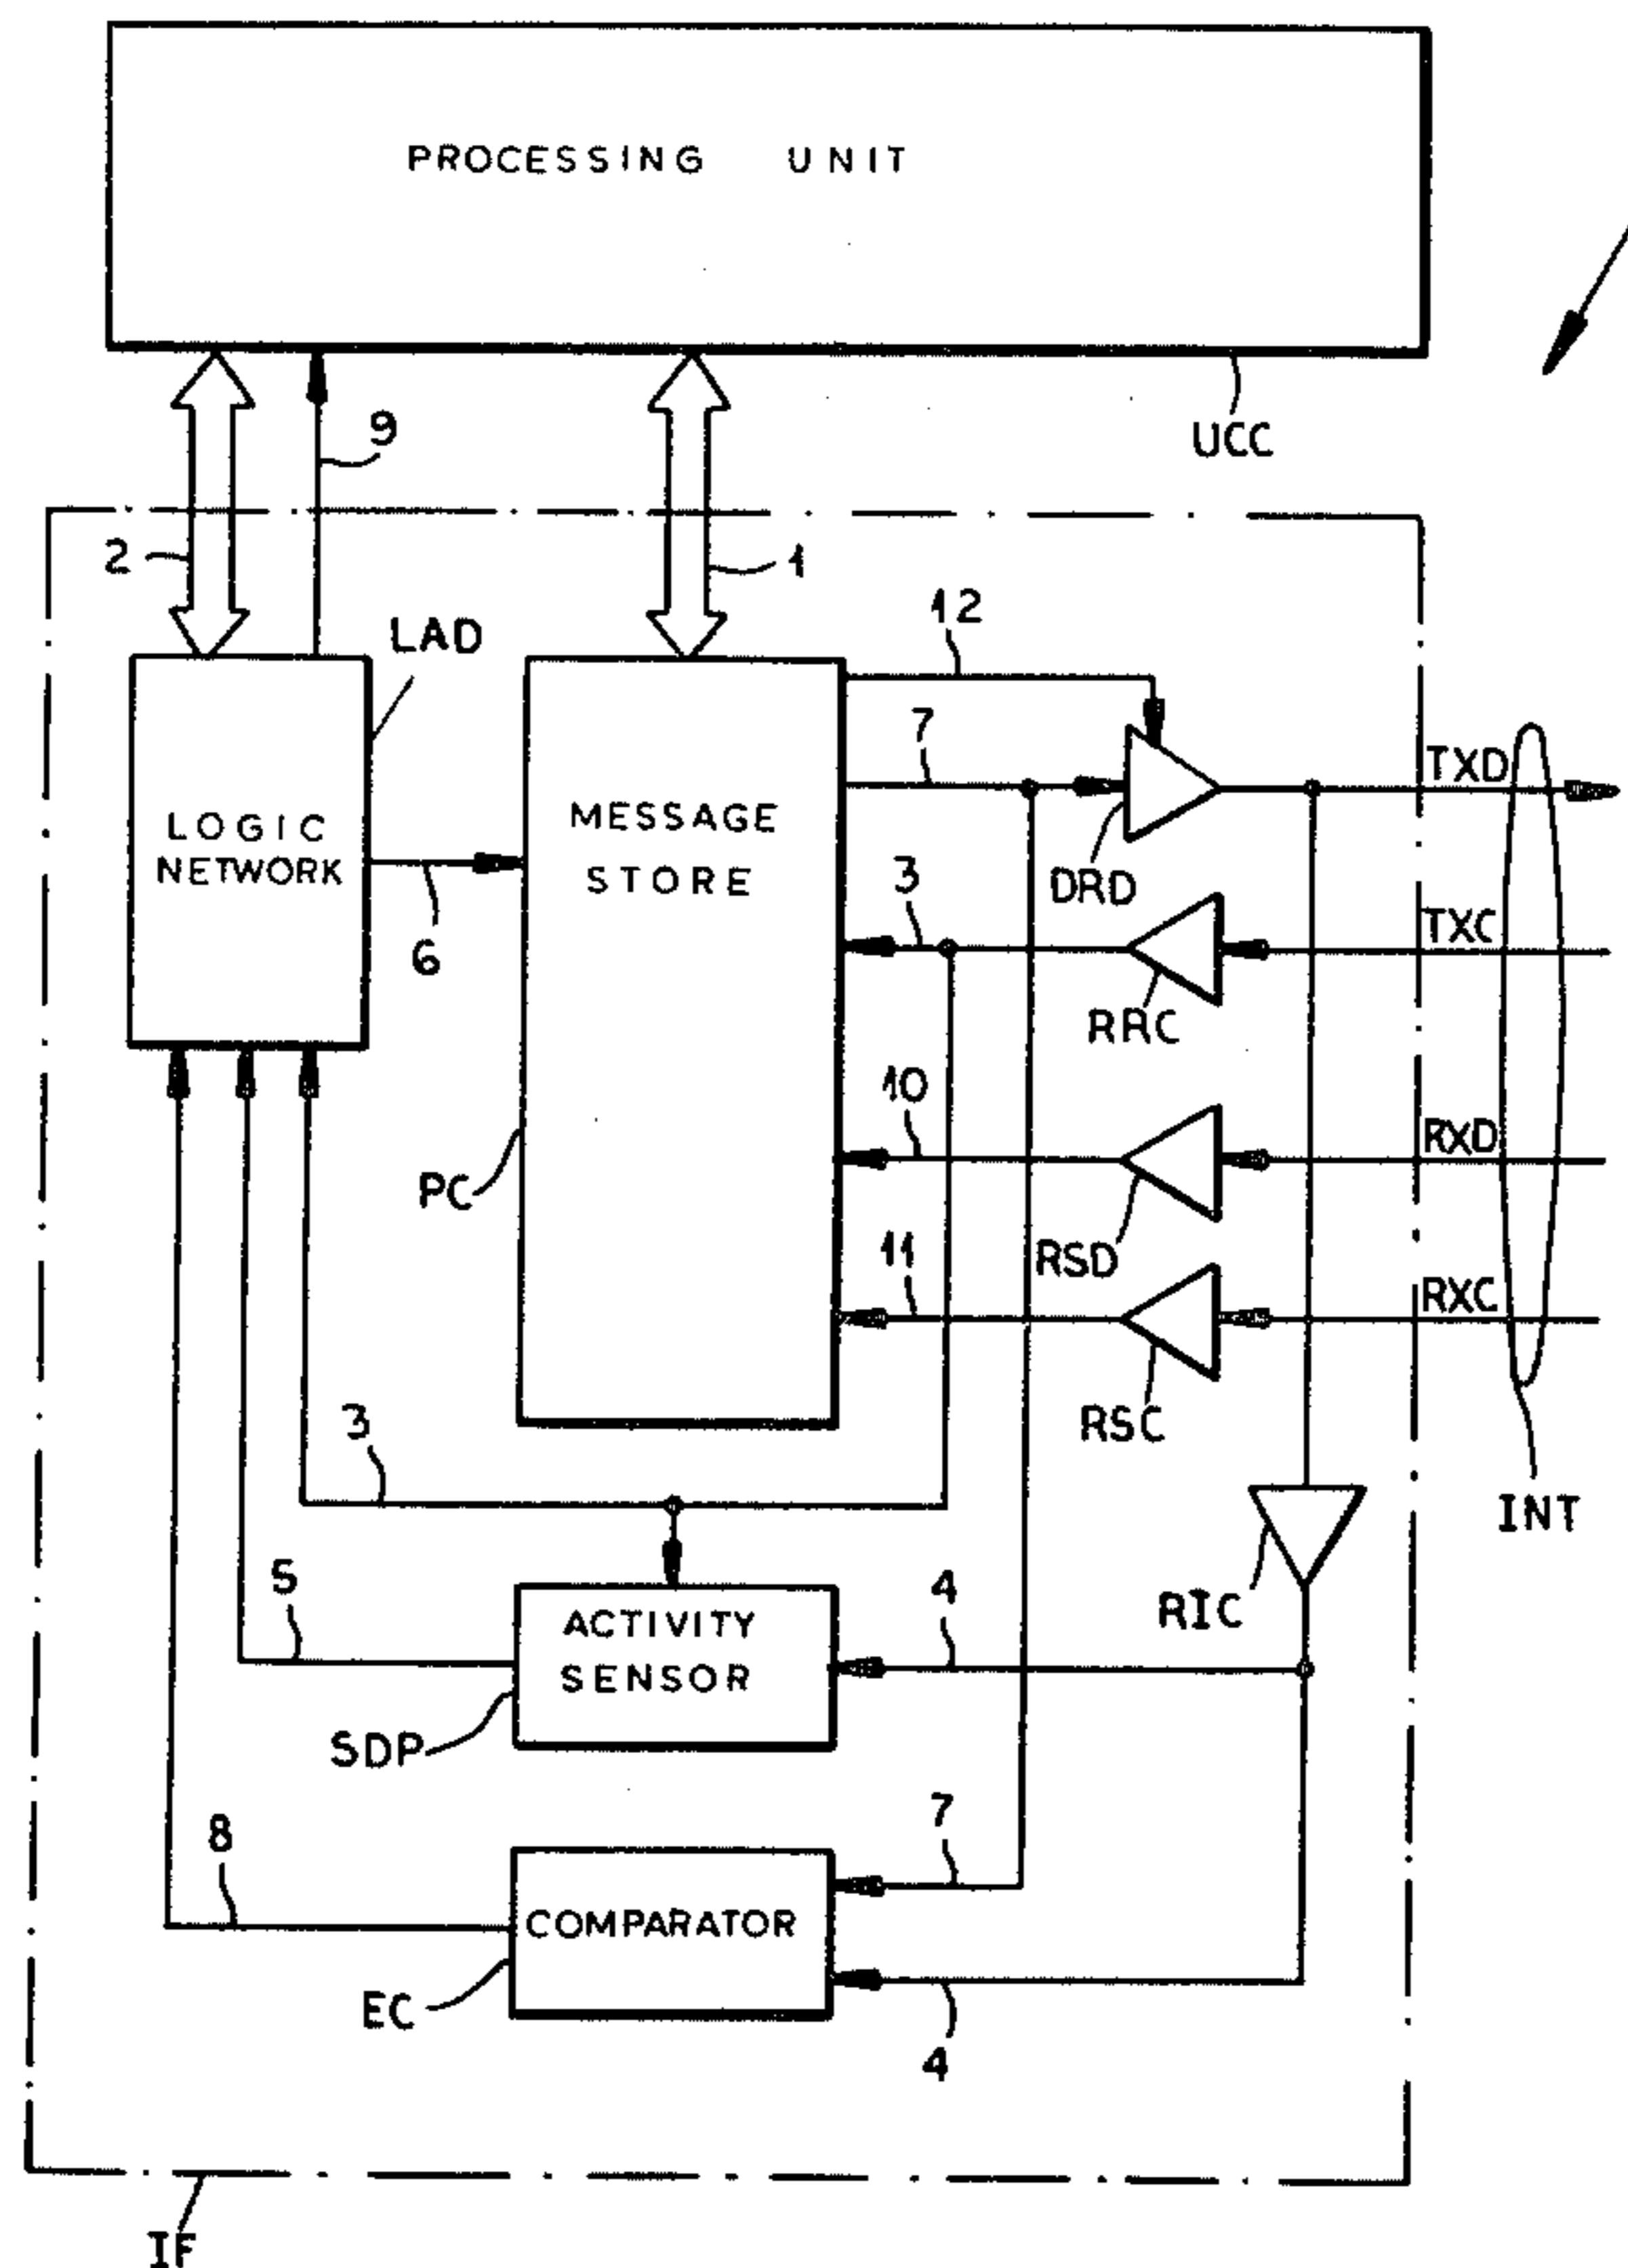 PROCESSING UNIT
UCC
9
2
1
LAD
12
7
TXD
LOGIC
NETWORK
MESSAGE
STORE
DRD
3
TXC
6
RRC
10
RXD
PC
RSD
11
RXC
RSC
3
INT
5
ACTIVITY
SENSOR
4
RIC
SDP
8
7
COMPARATOR
EC
4
IF